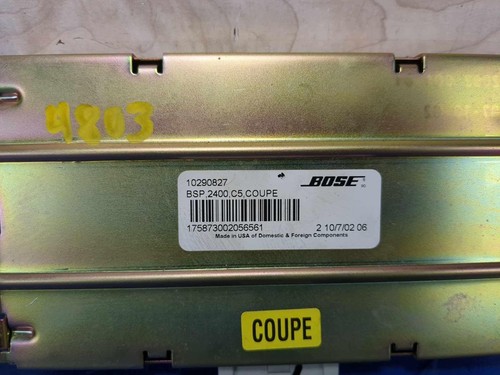 4803
10290827
BOSE
BSP,2400,C5,COUPE
175873002056561
2 10/7/02 06
Made in USA of Domestic & Foreign Components
COUPE